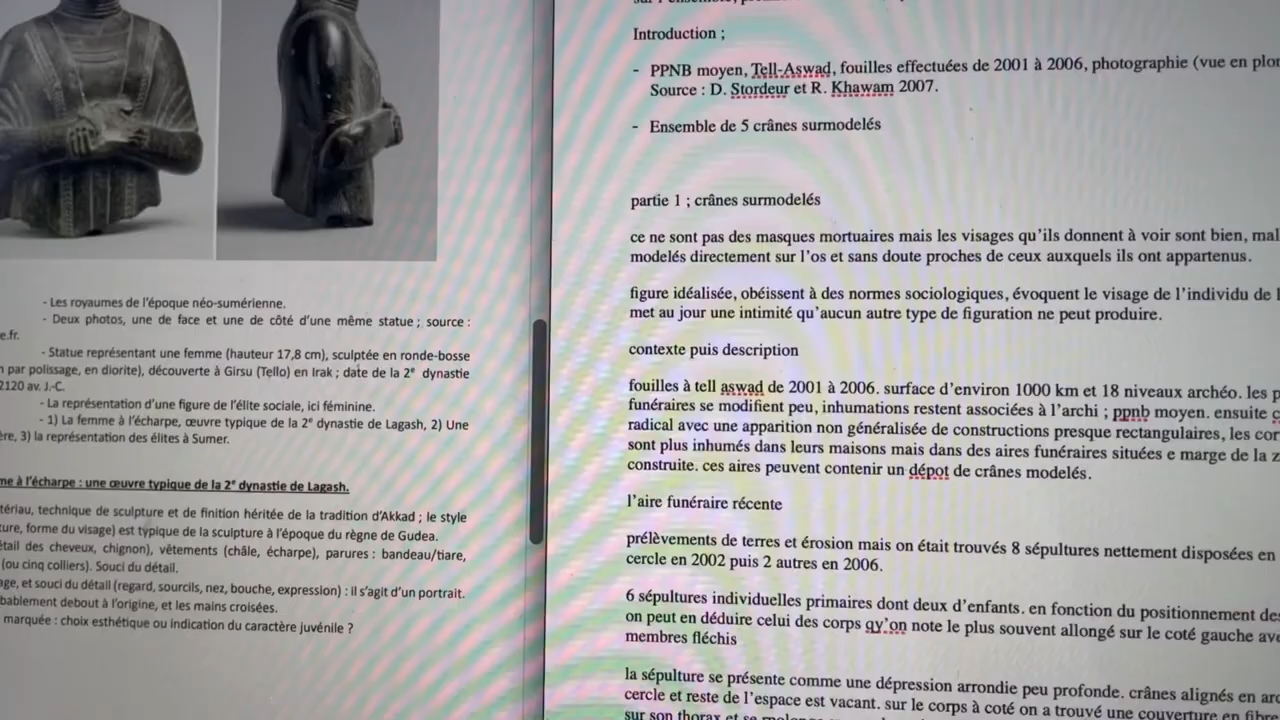 - Les royaumes de l'époque néo-sumérienne.
- Deux photos, une de face et une de côté d'une même statue ; source :
e.fr.
- Statue représentant une femme (hauteur 17,8 cm), sculptée en ronde-bosse
par polissage, en diorite), découverte à Girsu (Tello) en Irak ; date de la 2e dynastie
2120 av. J.-C.
- La représentation d'une figure de l'élite sociale, ici féminine.
- 1) La femme à l'écharpe, œuvre typique de la 2e dynastie de Lagash, 2) Une
ère, 3) la représentation des élites à Sumer.
me à l'écharpe : une œuvre typique de la 2e dynastie de Lagash.
tériau, technique de sculpture et de finition héritée de la tradition d'Akkad ; le style
ture, forme du visage) est typique de la sculpture à l'époque du règne de Gudea.
étail des cheveux, chignon), vêtements (châle, écharpe), parures : bandeau/tiare,
(ou cinq colliers). Souci du détail.
age, et souci du détail (regard, sourcils, nez, bouche, expression) : il s'agit d'un portrait.
bablement debout à l'origine, et les mains croisées.
marquée : choix esthétique ou indication du caractère juvénile ?
Introduction ;
- PPNB moyen, Tell-Aswad, fouilles effectuées de 2001 à 2006, photographie (vue en plon
Source : D. Stordeur et R. Khawam 2007.
- Ensemble de 5 crânes surmodelés
partie 1 ; crânes surmodelés
ce ne sont pas des masques mortuaires mais les visages qu'ils donnent à voir sont bien, mal
modelés directement sur l'os et sans doute proches de ceux auxquels ils ont appartenus.
figure idéalisée, obéissent à des normes sociologiques, évoquent le visage de l'individu de
met au jour une intimité qu'aucun autre type de figuration ne peut produire.
contexte puis description
fouilles à tell aswad de 2001 à 2006. surface d'environ 1000 km et 18 niveaux archéo. les p
funéraires se modifient peu, inhumations restent associées à l'archi ; ppnb moyen. ensuite
radical avec une apparition non généralisée de constructions presque rectangulaires, les cor
sont plus inhumés dans leurs maisons mais dans des aires funéraires situées e marge de la z
construite. ces aires peuvent contenir un dépot de crânes modelés.
l'aire funéraire récente
prélèvements de terres et érosion mais on était trouvés 8 sépultures nettement disposées en
cercle en 2002 puis 2 autres en 2006.
6 sépultures individuelles primaires dont deux d'enfants. en fonction du positionnement des
on peut en déduire celui des corps qy'on note le plus souvent allongé sur le coté gauche ave
membres fléchis
la sépulture se présente comme une dépression arrondie peu profonde. crânes alignés en arc
cercle et reste de l'espace est vacant. sur le corps à coté on a trouvé une couverture en fibre
sur son thorax et se